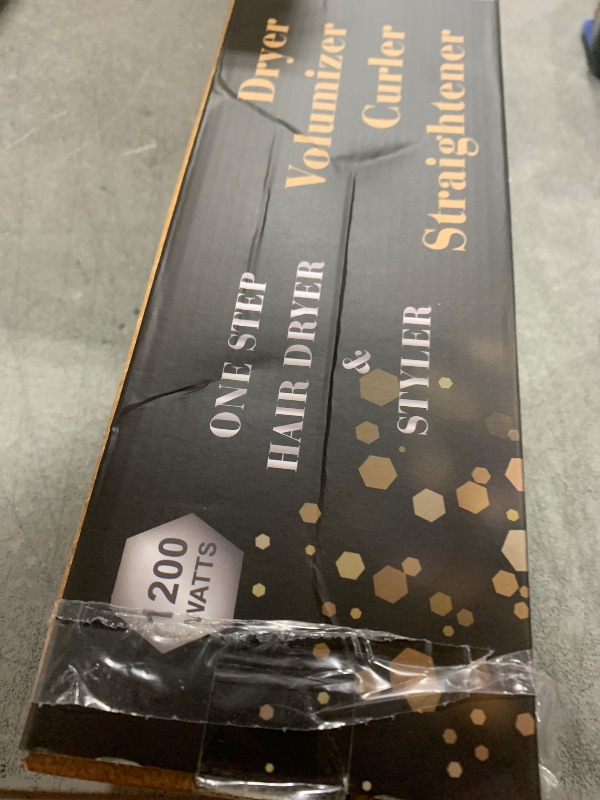 ONE STEP
HAIR DRYER
&
STYLER
Dryer
Volumizer
Curler
Straightener
1200
WATTS